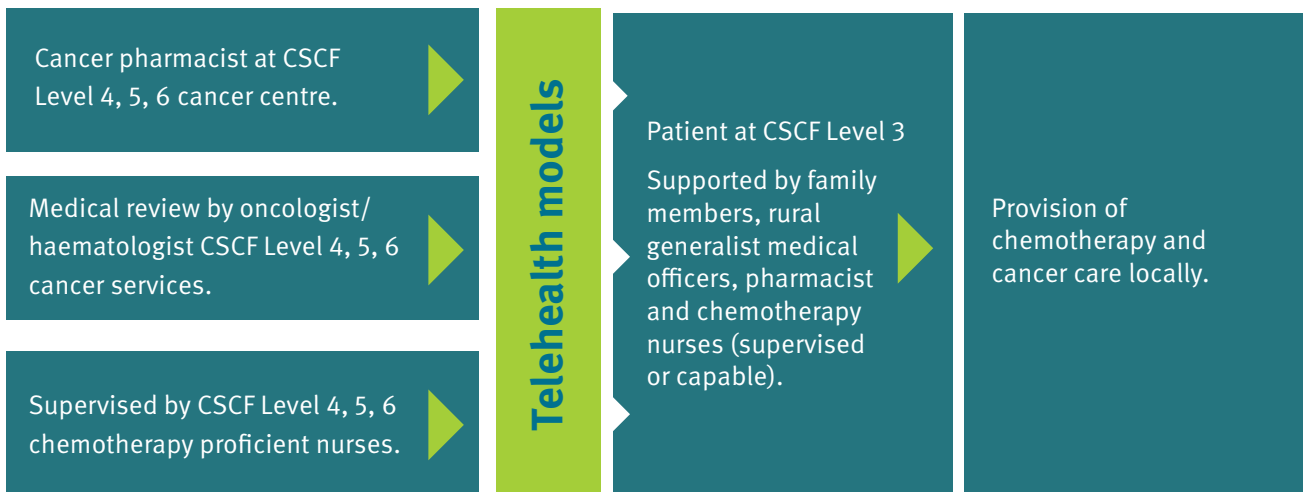 Cancer pharmacist at CSCF
Level 4, 5, 6 cancer centre.
Medical review by oncologist/
haematologist CSCF Level 4, 5, 6
cancer services.
Supervised by CSCF Level 4, 5, 6
chemotherapy proficient nurses.
Telehealth models
Patient at CSCF Level 3
Supported by family
members, rural
generalist medical
officers, pharmacist
and chemotherapy
nurses (supervised
or capable).
Provision of
chemotherapy and
cancer care locally.